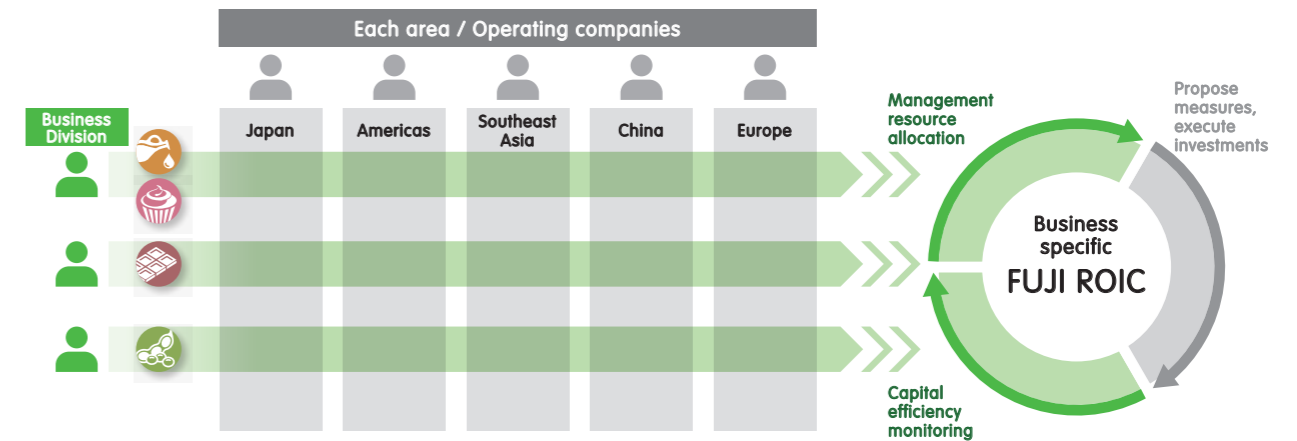 Each area / Operating companies
Business
Division
Japan
Americas
Southeast
Asia
China
Europe
Management
resource
allocation
Propose
measures,
execute
investments
Business
specific
FUJI ROIC
Capital
efficiency
monitoring